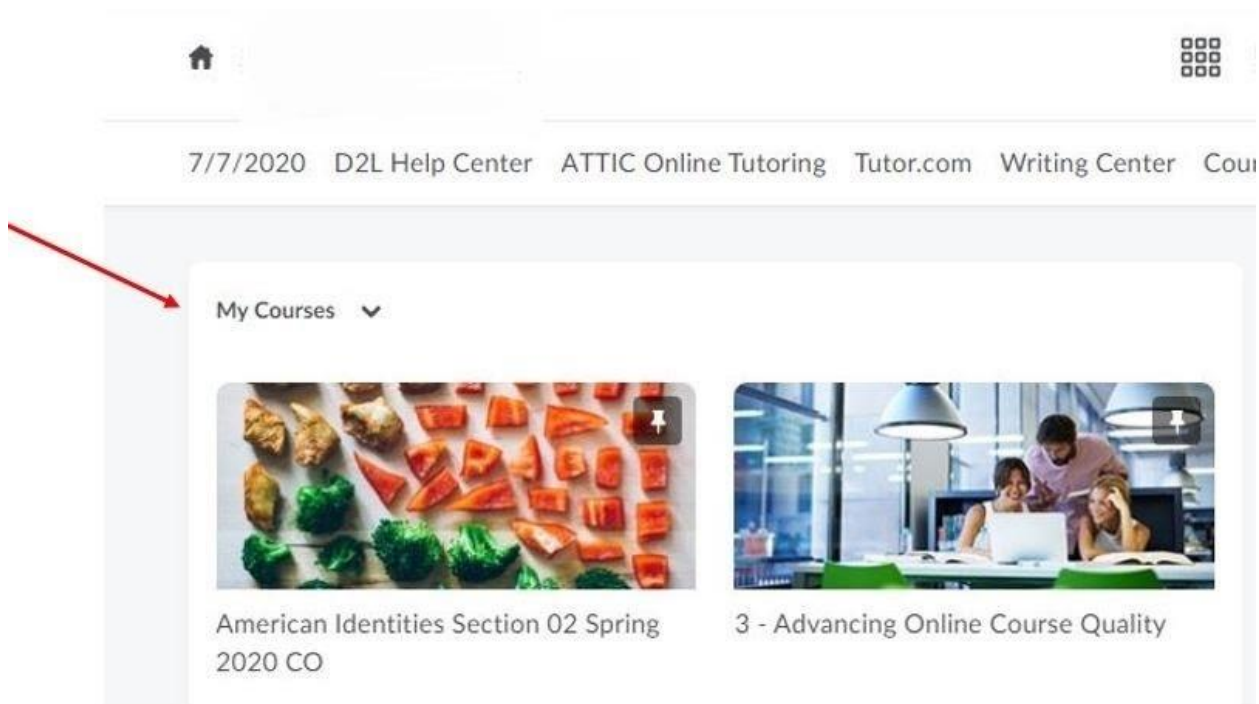 7/7/2020 D2L Help Center ATTIC Online Tutoring Tutor.com Writing Center Cour
My Courses
American Identities Section 02 Spring
2020 CO
3 - Advancing Online Course Quality